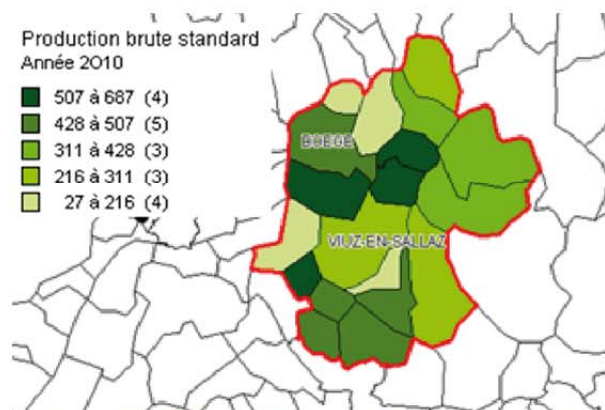 Production brute standard
Année 2010
507 à 687 (4)
428 à 507 (5)
311 à 428 (3)
216 à 311 (3)
27 à 216 (4)
BOEGE
VIUZ-EN-SALLAZ